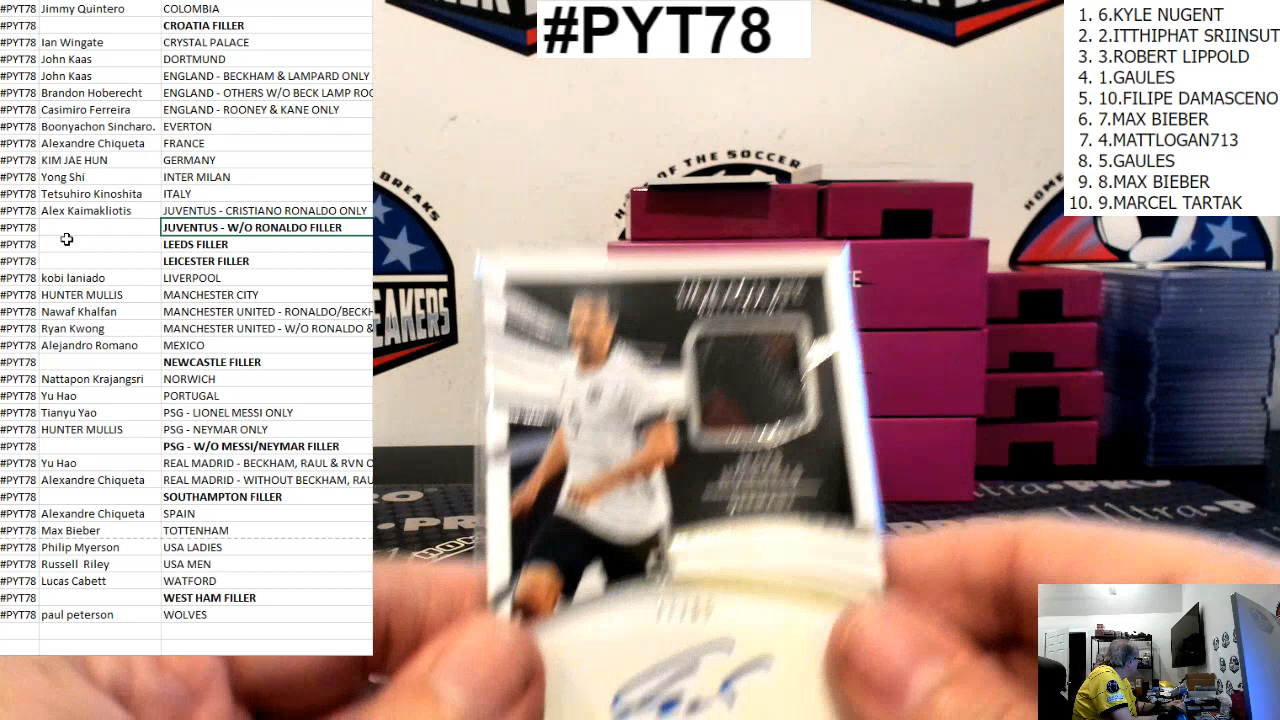 #PYT78 Jimmy Quintero COLOMBIA
#PYT78 CROATIA FILLER
#PYT78 Ian Wingate CRYSTAL PALACE
#PYT78 John Kaas DORTMUND
#PYT78 John Kaas ENGLAND - BECKHAM & LAMPARD ONLY
#PYT78 Brandon Hoberecht ENGLAND - OTHERS W/O BECK LAMP ROO
#PYT78 Casimiro Ferreira ENGLAND - ROONEY & KANE ONLY
#PYT78 Boonyachon Sincharo. EVERTON
#PYT78 Alexandre Chiqueta FRANCE
#PYT78 KIM JAE HUN GERMANY
#PYT78 Yong Shi INTER MILAN
#PYT78 Tetsuhiro Kinoshita ITALY
#PYT78 Alex Kaimakliotis JUVENTUS - CRISTIANO RONALDO ONLY
#PYT78 JUVENTUS - W/O RONALDO FILLER
#PYT78 LEEDS FILLER
#PYT78 LEICESTER FILLER
#PYT78 kobi laniado LIVERPOOL
#PYT78 HUNTER MULLIS MANCHESTER CITY
#PYT78 Nawaf Khalfan MANCHESTER UNITED - RONALDO/BECKH
#PYT78 Ryan Kwong MANCHESTER UNITED - W/O RONALDO &
#PYT78 Alejandro Romano MEXICO
#PYT78 NEWCASTLE FILLER
#PYT78 Nattapon Krajangsri NORWICH
#PYT78 Yu Hao PORTUGAL
#PYT78 Tianyu Yao PSG - LIONEL MESSI ONLY
#PYT78 HUNTER MULLIS PSG - NEYMAR ONLY
#PYT78 PSG - W/O MESSI/NEYMAR FILLER
#PYT78 Yu Hao REAL MADRID - BECKHAM, RAUL & RVN O
#PYT78 Alexandre Chiqueta REAL MADRID - WITHOUT BECKHAM, RAU
#PYT78 SOUTHAMPTON FILLER
#PYT78 Alexandre Chiqueta SPAIN
#PYT78 Max Bieber TOTTENHAM
#PYT78 Philip Myerson USA LADIES
#PYT78 Russell Riley USA MEN
#PYT78 Lucas Cabett WATFORD
#PYT78 WEST HAM FILLER
#PYT78 paul peterson WOLVES
#PYT78
1. 6.KYLE NUGENT
2. 2.ITTHIPHAT SRIINSUT
3. 3.ROBERT LIPPOLD
4. 1.GAULES
5. 10.FILIPE DAMASCENO
6. 7.MAX BIEBER
7. 4.MATTLOGAN713
8. 5.GAULES
9. 8.MAX BIEBER
10. 9.MARCEL TARTAK
OF THE SOCCER
BREAKS
EAKERS
HOM